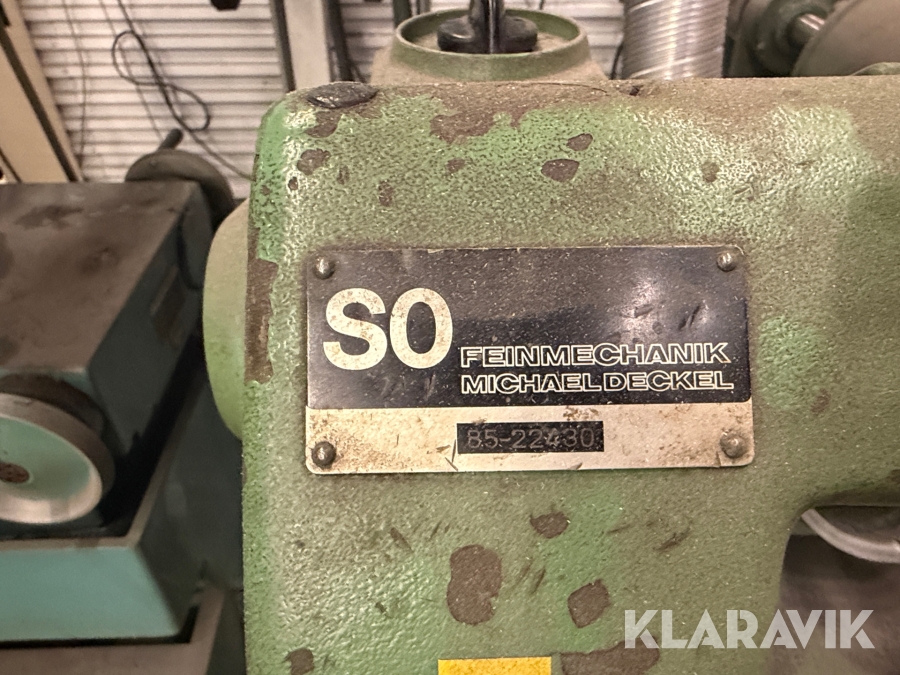 SO
FEINMECHANIK
MICHAEL DECKEL
85-22430
KLARAVIK